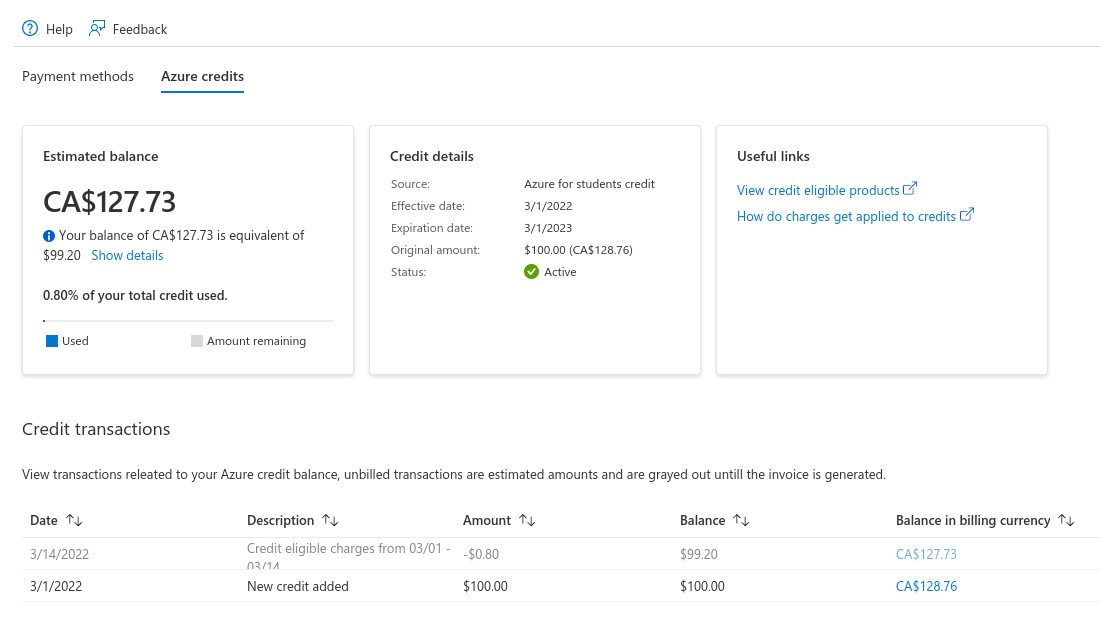 Help Feedback
Payment methods Azure credits
Estimated balance
CA$127.73
Your balance of CA$127.73 is equivalent of
$99.20 Show details
0.80% of your total credit used.
Used Amount remaining
Credit details
Source: Azure for students credit
Effective date: 3/1/2022
Expiration date: 3/1/2023
Original amount: $100.00 (CA$128.76)
Status: Active
Useful links
View credit eligible products
How do charges get applied to credits
Credit transactions
View transactions releated to your Azure credit balance, unbilled transactions are estimated amounts and are grayed out untill the invoice is generated.
Date Description Amount Balance Balance in billing currency
3/14/2022 Credit eligible charges from 03/01 - 03/14 -$0.80 $99.20 CA$127.73
3/1/2022 New credit added $100.00 $100.00 CA$128.76